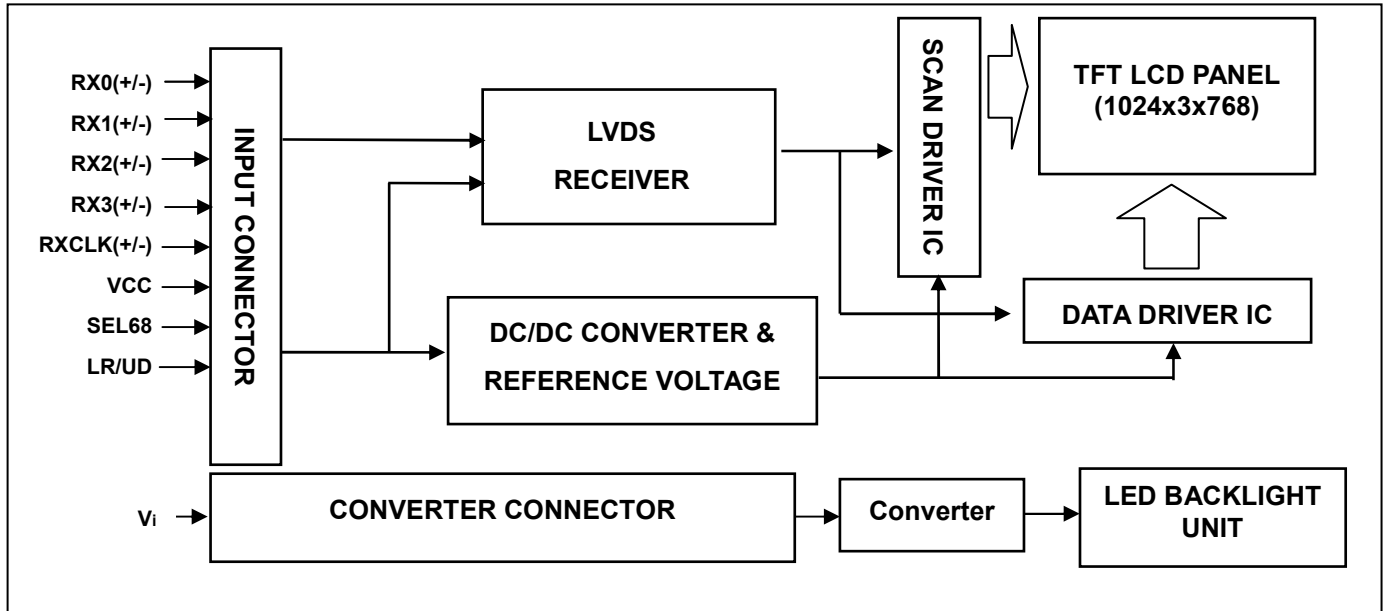 RX0(+/-)
RX1(+/-)
RX2(+/-)
RX3(+/-)
RXCLK(+/-)
VCC
SEL68
LR/UD
INPUT CONNECTOR
LVDS
RECEIVER
DC/DC CONVERTER &
REFERENCE VOLTAGE
SCAN DRIVER IC
TFT LCD PANEL
(1024x3x768)
DATA DRIVER IC
Vi
CONVERTER CONNECTOR
Converter
LED BACKLIGHT
UNIT